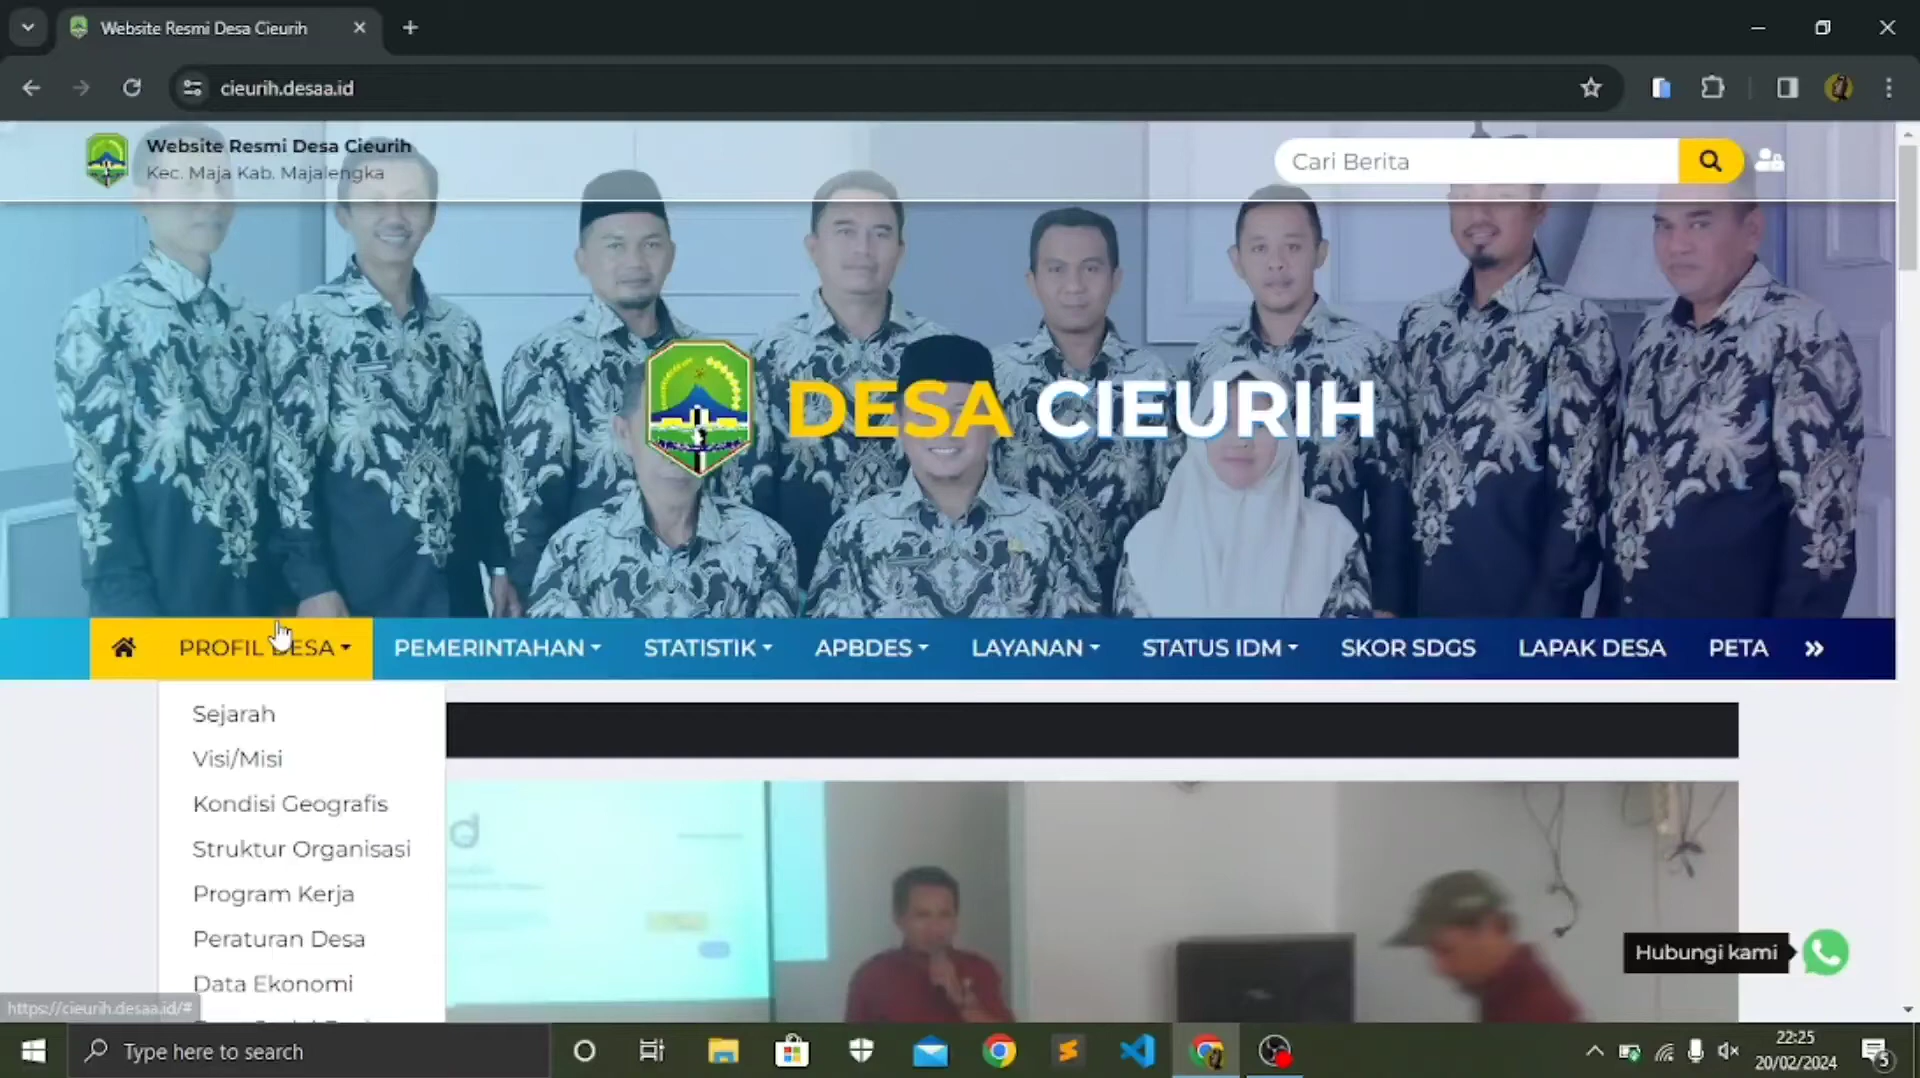 Website Resmi Desa Cieurih
cieurih.desaa.id
Website Resmi Desa Cieurih
Kec. Maja Kab. Majalengka
Cari Berita
DESA CIEURIH
PROFIL DESA
PEMERINTAHAN
STATISTIK
APBDES
LAYANAN
STATUS IDM
SKOR SDGS
LAPAK DESA
PETA
»
Sejarah
Visi/Misi
Kondisi Geografis
Struktur Organisasi
Program Kerja
Peraturan Desa
Data Ekonomi
Hubungi kami
https://cieurih.desaa.id/#
Type here to search
22:25
20/02/2024
5